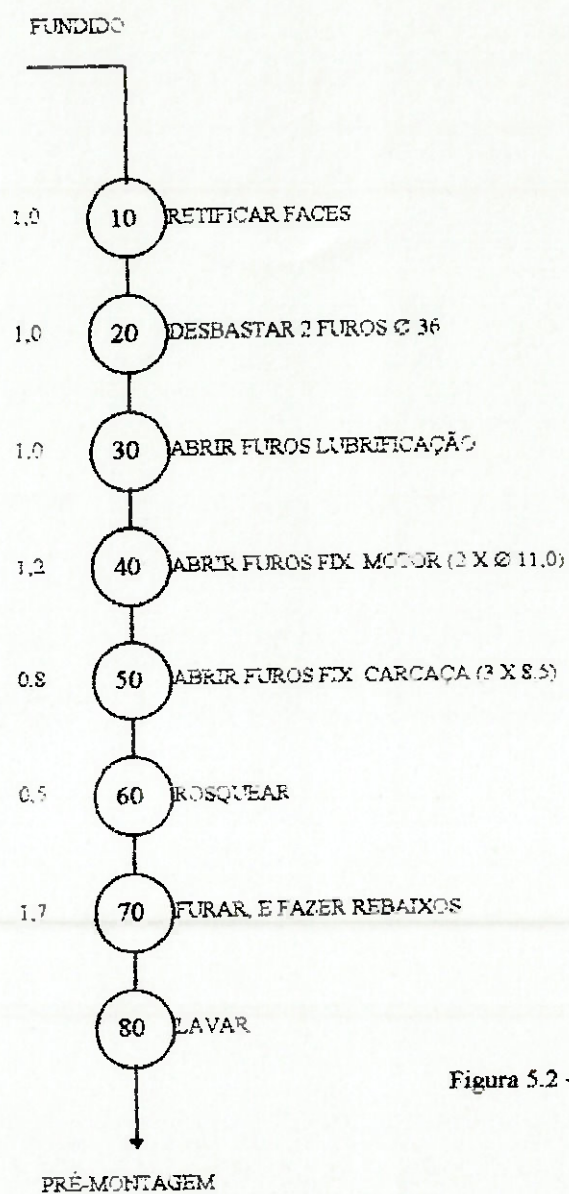 FUNDIDO
1,0 10 RETIFICAR FACES
1,0 20 DESBASTAR 2 FUROS Ø 36
1,0 30 ABRIR FUROS LUBRIFICAÇÃO
1,2 40 ABRIR FUROS FIX. MOTOR (2 X Ø 11,0)
0,8 50 ABRIR FUROS FIX. CARCAÇA (3 X 8.5)
0,5 60 ROSQUEAR
1,7 70 FURAR, E FAZER REBAIXOS
80 LAVAR
Figura 5.2 -
PRÉ-MONTAGEM